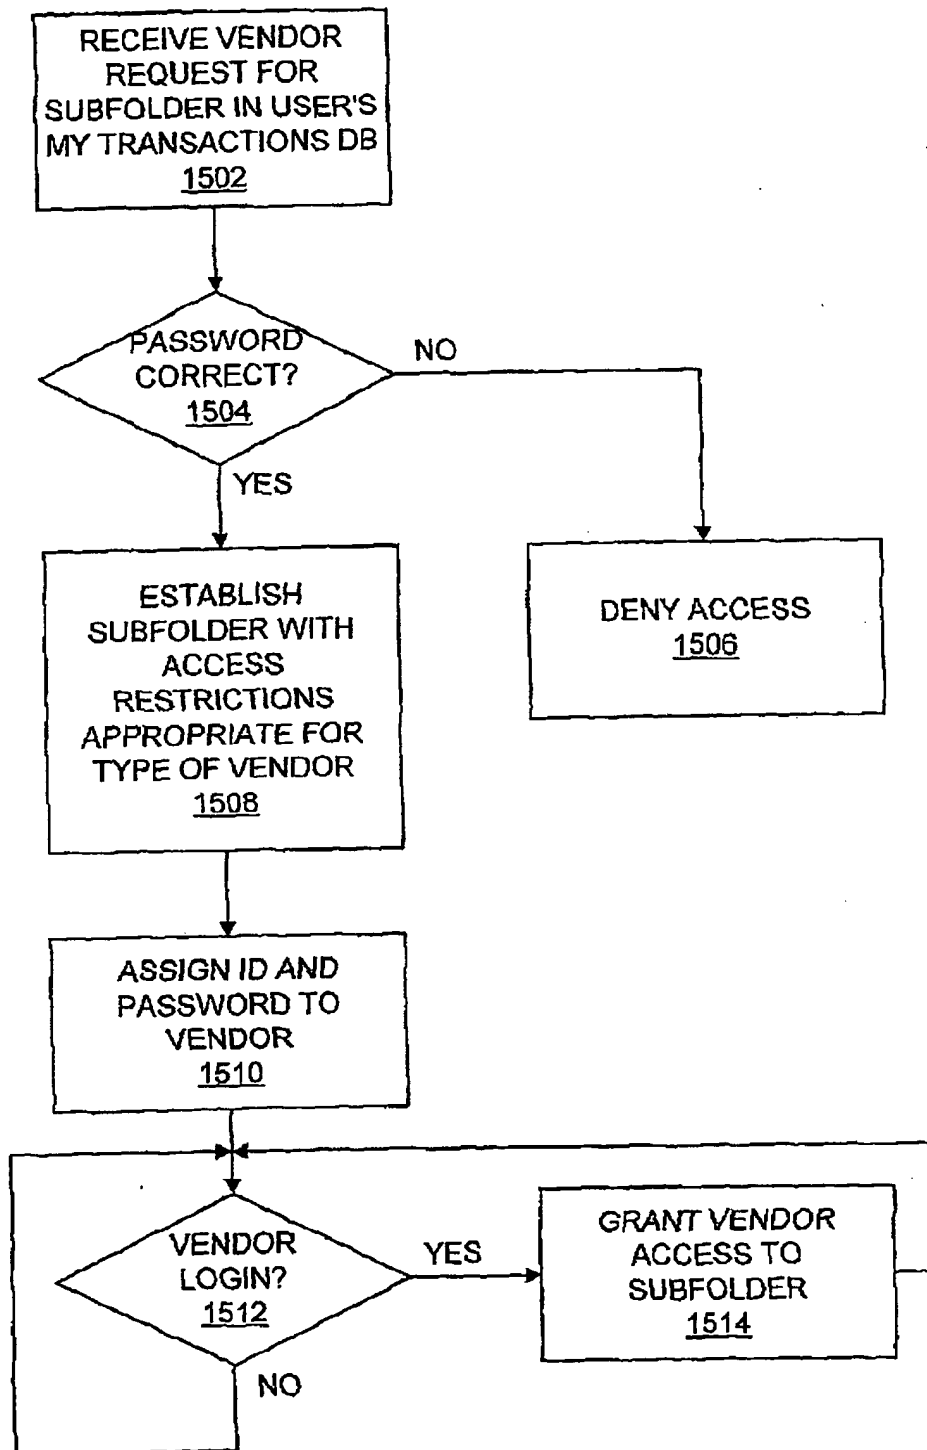 RECEIVE VENDOR
REQUEST FOR
SUBFOLDER IN USER'S
MY TRANSACTIONS DB
1502
PASSWORD
CORRECT?
1504
NO
YES
ESTABLISH
SUBFOLDER WITH
ACCESS
RESTRICTIONS
APPROPRIATE FOR
TYPE OF VENDOR
1508
DENY ACCESS
1506
ASSIGN ID AND
PASSWORD TO
VENDOR
1510
VENDOR
LOGIN?
1512
YES
GRANT VENDOR
ACCESS TO
SUBFOLDER
1514
NO